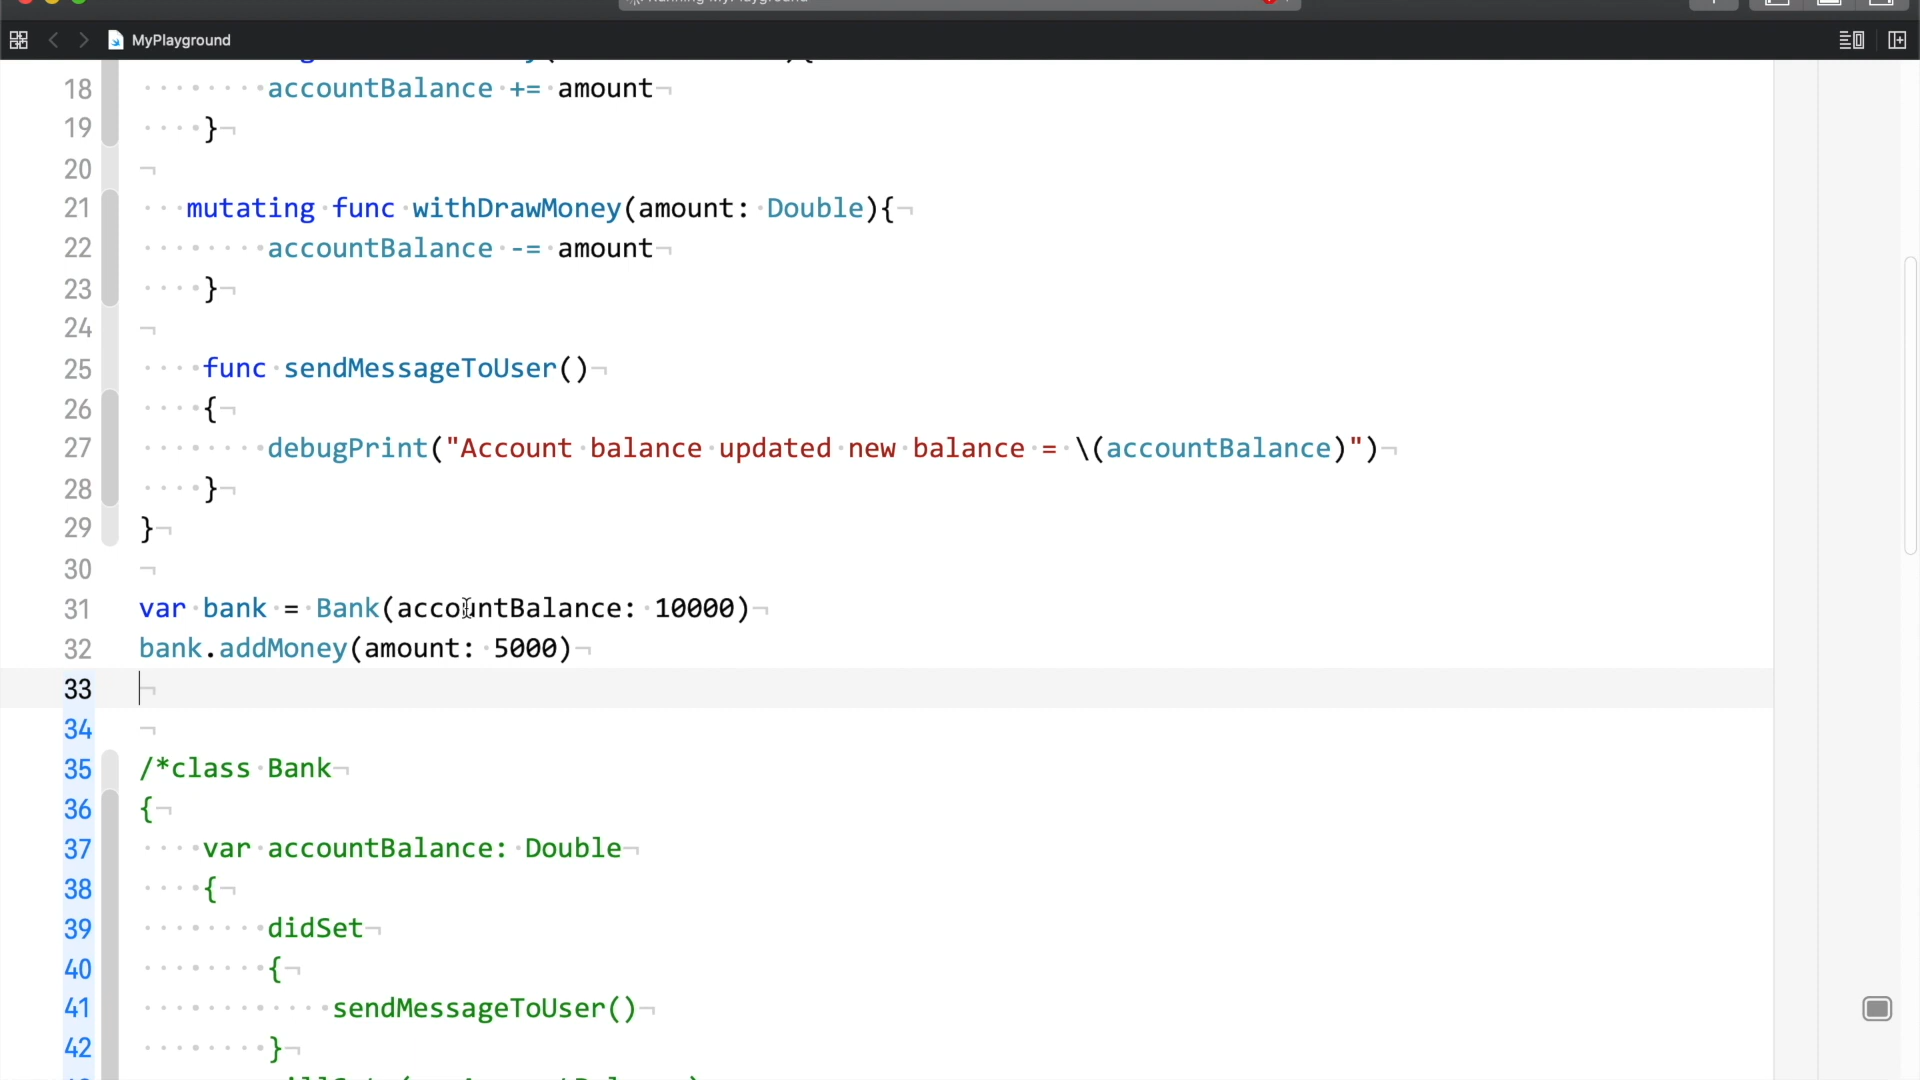 MyPlayground
18 accountBalance += amount
19 }
20
21 mutating func withDrawMoney(amount: Double){
22 accountBalance -= amount
23 }
24
25 func sendMessageToUser()
26 {
27 debugPrint("Account balance updated new balance = \(accountBalance)")
28 }
29 }
30
31 var bank = Bank(accountBalance: 10000)
32 bank.addMoney(amount: 5000)
33
34
35 /*class Bank
36 {
37 var accountBalance: Double
38 {
39 didSet
40 {
41 sendMessageToUser()
42 }